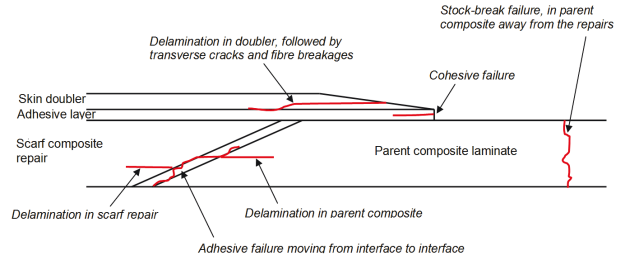 Stock-break failure, in parent
composite away from the repairs
Delamination in doubler, followed by
transverse cracks and fibre breakages
Cohesive failure
Skin doubler
Adhesive layer
Scarf composite
repair
Parent composite laminate
Delamination in scarf repair
Delamination in parent composite
Adhesive failure moving from interface to interface